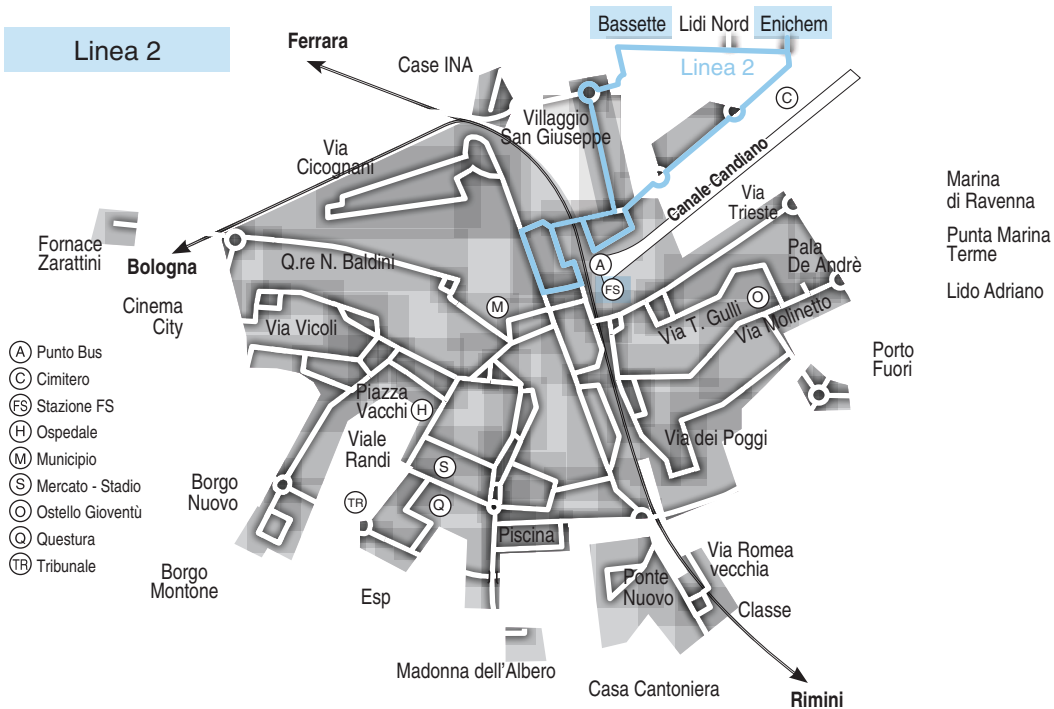 Linea 2
Ferrara
Case INA
Bassette
Lidi Nord
Enichem
Linea 2
C
Villaggio
San Giuseppe
Via
Cicognani
Canale Candiano
Via
Trieste
Marina
di Ravenna
Punta Marina
Terme
Lido Adriano
Fornace
Zarattini
Bologna
Q.re N. Baldini
A
FS
Pala
De Andrè
Cinema
City
M
O
Via T. Gulli
Via Molinetto
Via Vicoli
Porto
Fuori
A Punto Bus
C Cimitero
FS Stazione FS
H Ospedale
M Municipio
S Mercato - Stadio
O Ostello Gioventù
Q Questura
TR Tribunale
Piazza
Vacchi
H
Viale
Randi
Via dei Poggi
S
Borgo
Nuovo
TR
Q
Piscina
Via Romea
vecchia
Borgo
Montone
Esp
Ponte
Nuovo
Classe
Madonna dell'Albero
Casa Cantoniera
Rimini